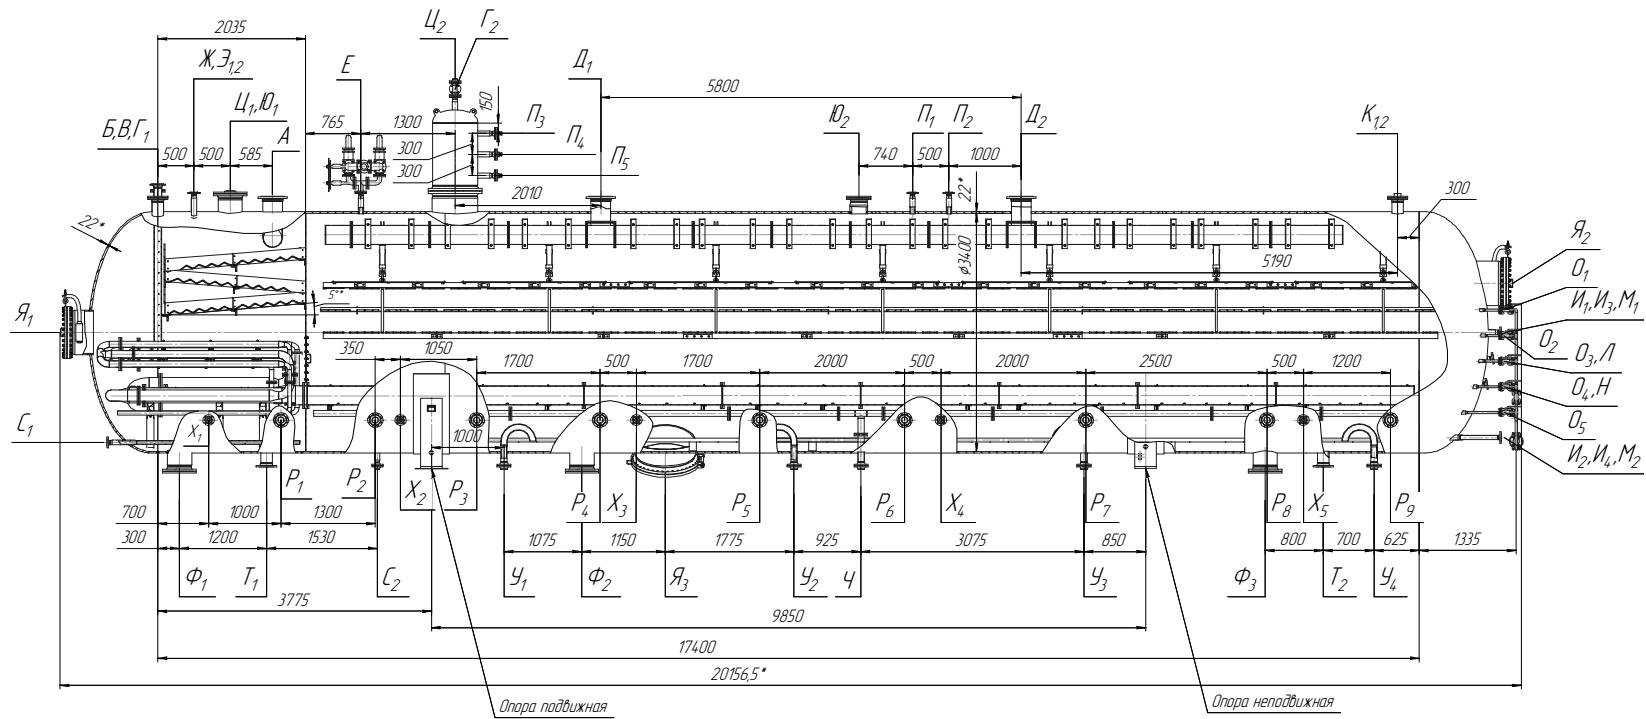 2035
Ц₂
Г₂
Ж,Э₁,₂
Е
Д₁
5800
150
Ц₁,Ю₁
П₃
Б,В,Г₁
А
765
1300
Ю₂
П₁
П₂
Д₂
К₁,₂
П₄
500
500
585
300
П₅
740
500
1000
300
2010
22*
300
22*
⌀3400
Я₂
5190
О₁
5**
И₁,И₃,М₁
Я₁
О₂
О₃,Л
350
1050
1700
500
1700
2000
500
2000
2500
500
1200
О₄,Н
С₁
Х₁
1000
О₅
И₂,И₄,М₂
Р₁
Р₂
Х₂
Р₃
Р₄
Х₃
Р₅
Р₆
Х₄
Р₇
Р₈
Х₅
Р₉
700
1000
1300
300
1200
1530
1075
1150
1775
925
3075
850
800
700
625
1335
Ф₁
Т₁
С₂
У₁
Ф₂
Я₃
У₂
Ч
У₃
Ф₃
Т₂
У₄
3775
9850
17400
20156,5*
Опора подвижная
Опора неподвижная